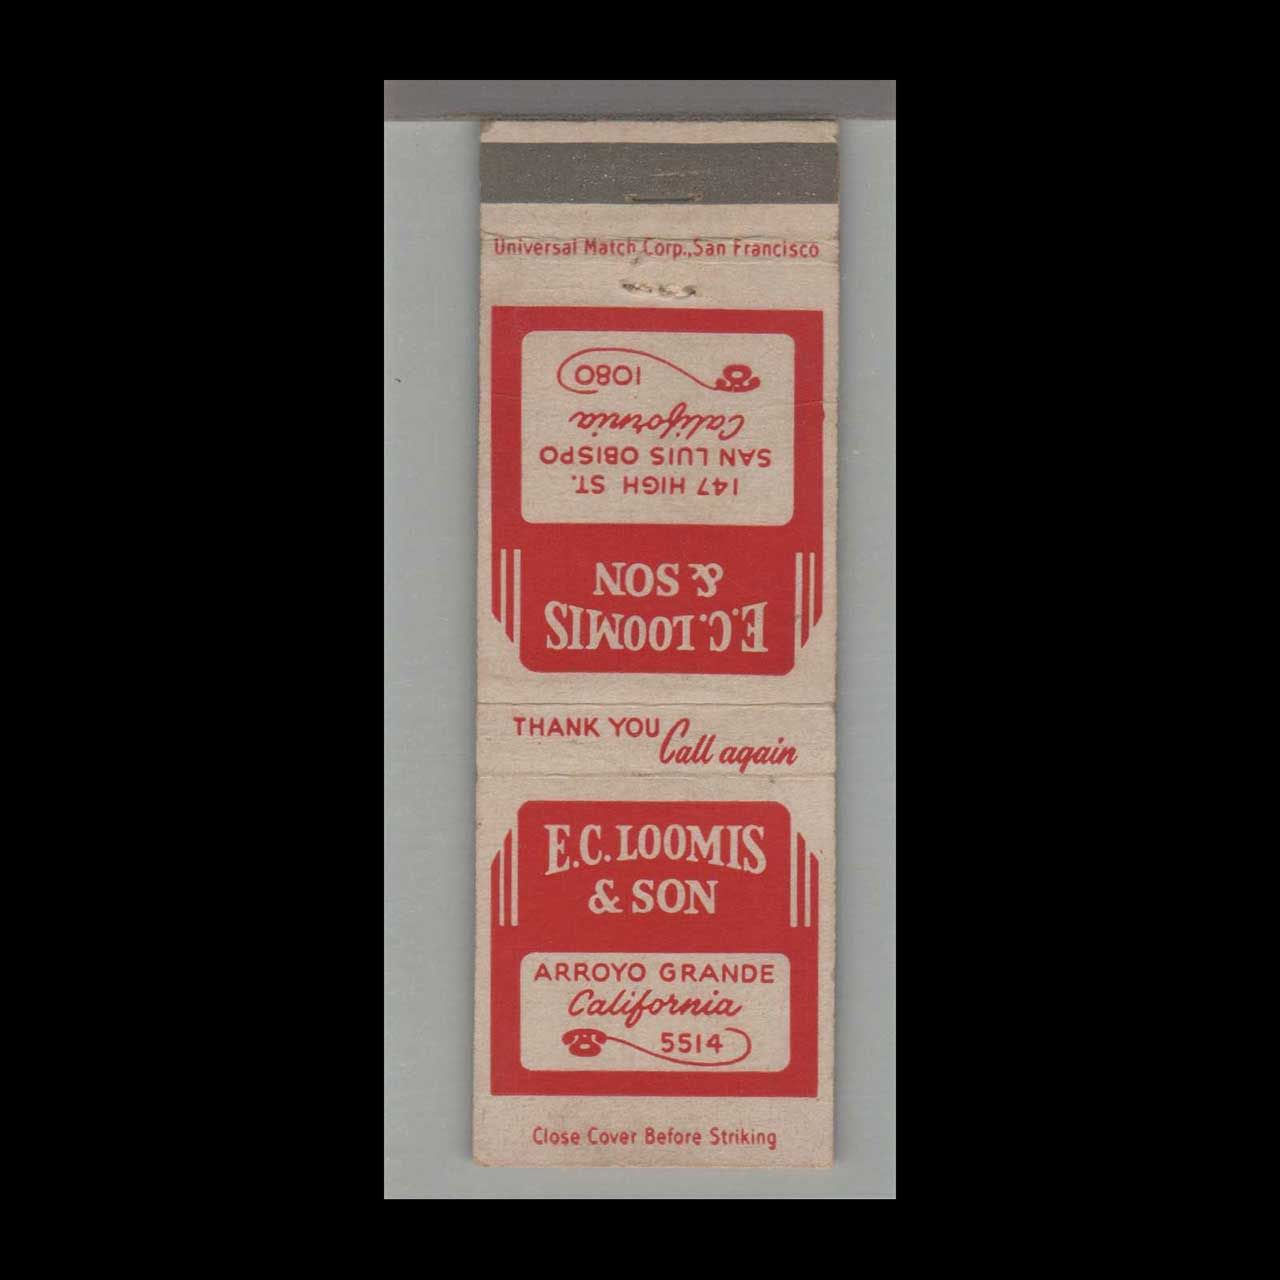 Universal Match Corp., San Francisco
E.C. LOOMIS
& SON
147 HIGH ST.
SAN LUIS OBISPO
California
1080
THANK YOU Call again
E.C. LOOMIS
& SON
ARROYO GRANDE
California
5514
Close Cover Before Striking